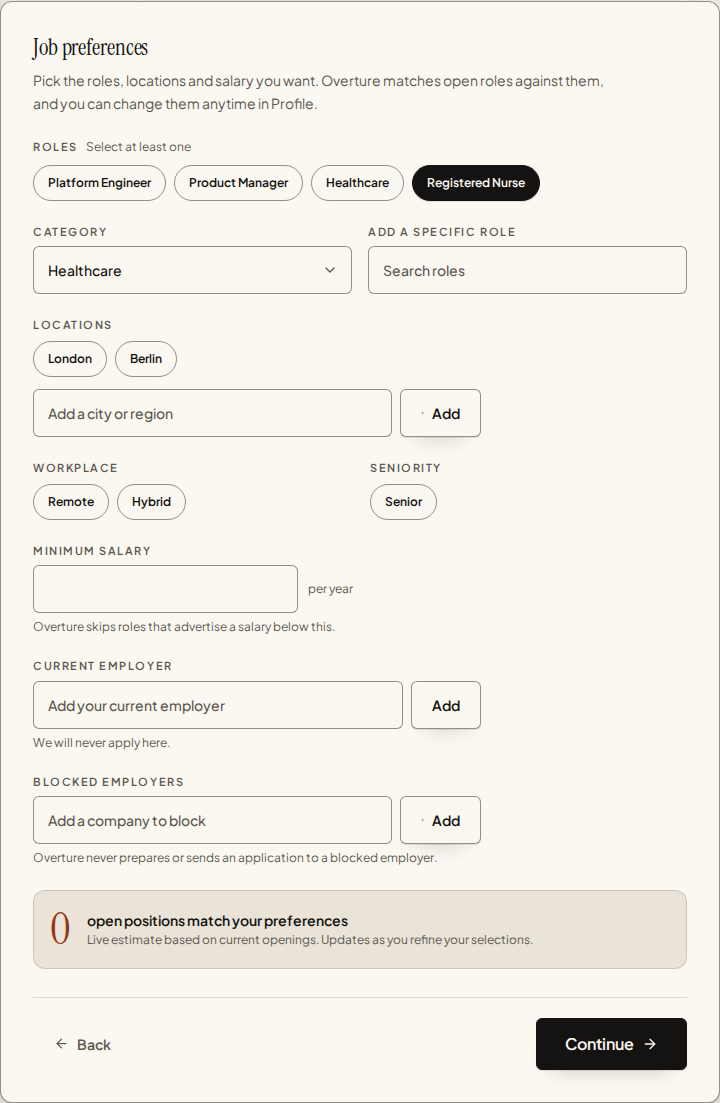 Job preferences
Pick the roles, locations and salary you want. Overture matches open roles against them,
and you can change them anytime in Profile.
ROLES Select at least one
Platform Engineer Product Manager Healthcare Registered Nurse
CATEGORY ADD A SPECIFIC ROLE
Healthcare Search roles
LOCATIONS
London Berlin
Add a city or region Add
WORKPLACE SENIORITY
Remote Hybrid Senior
MINIMUM SALARY
per year
Overture skips roles that advertise a salary below this.
CURRENT EMPLOYER
Add your current employer Add
We will never apply here.
BLOCKED EMPLOYERS
Add a company to block Add
Overture never prepares or sends an application to a blocked employer.
0 open positions match your preferences
Live estimate based on current openings. Updates as you refine your selections.
← Back Continue →